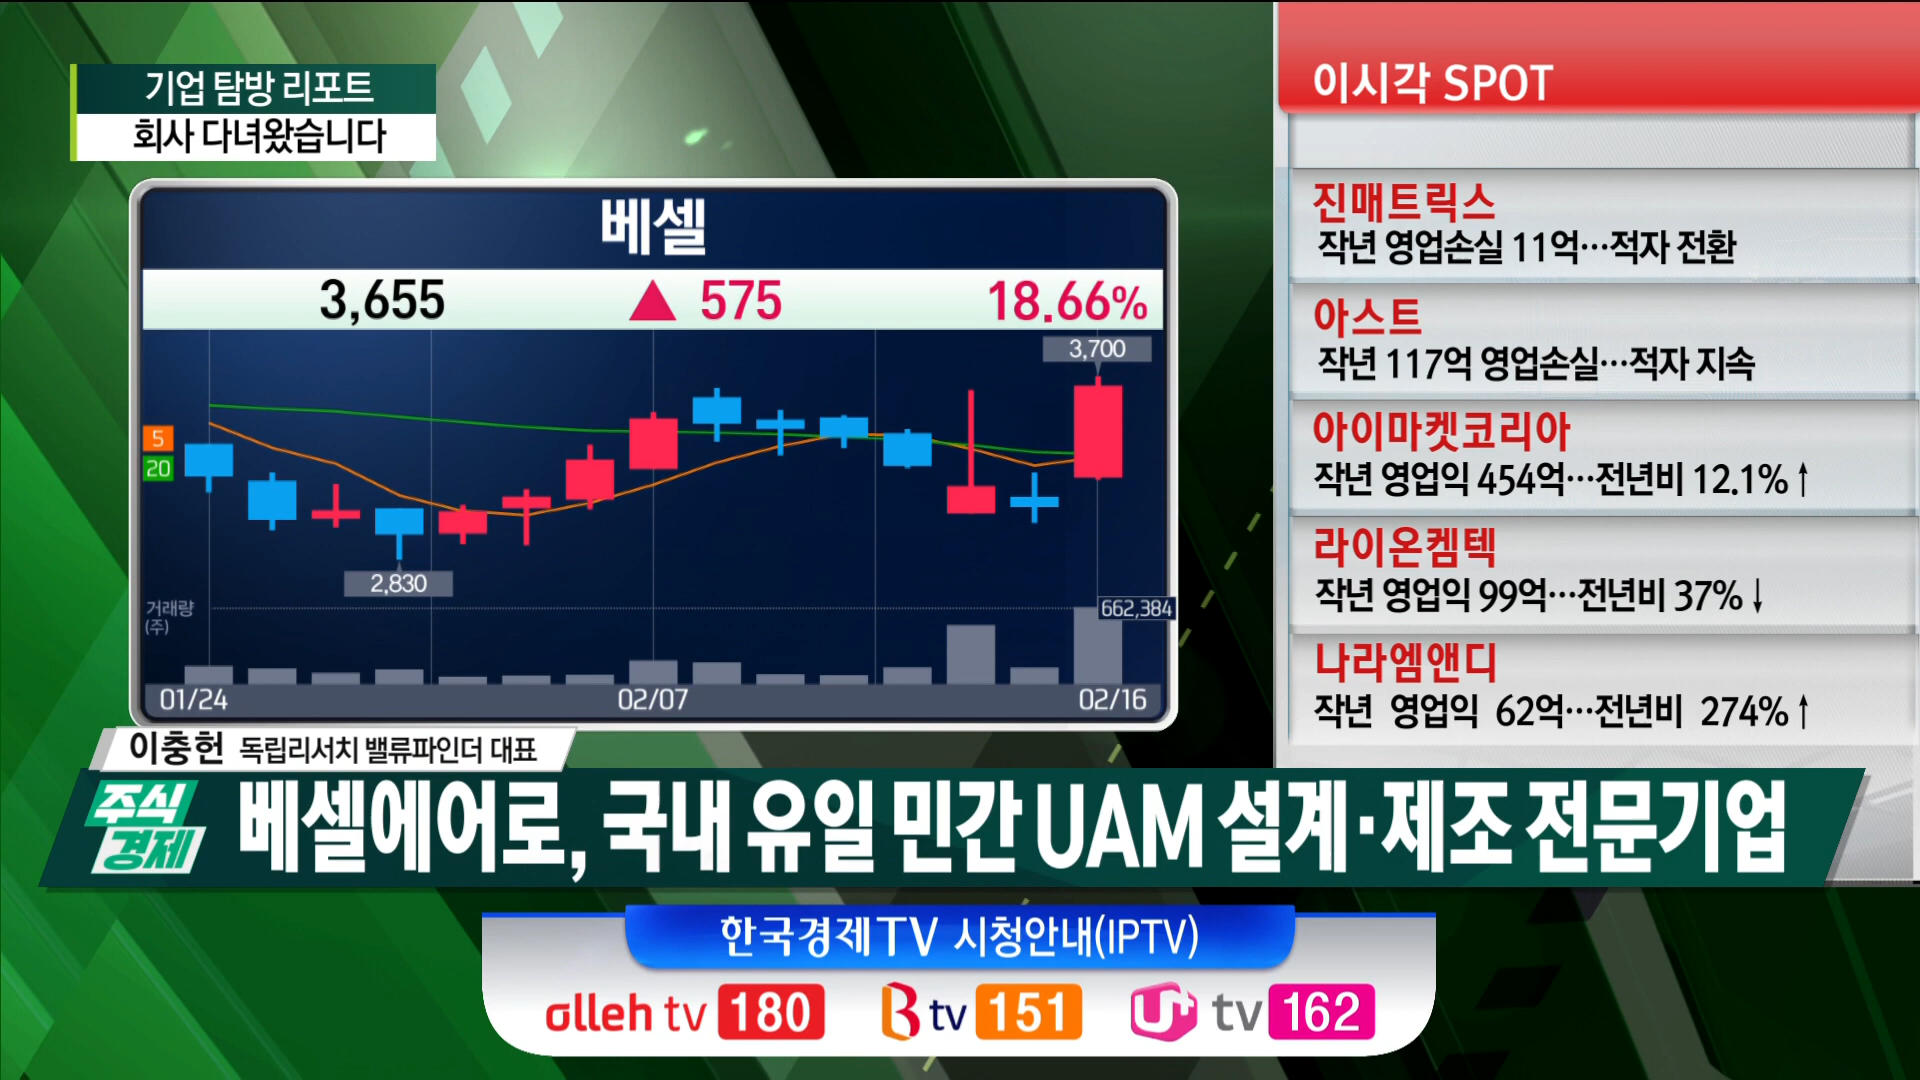 기업 탐방 리포트
회사 다녀왔습니다
베셀
3,655 ▲ 575 18.66%
3,700
5
20
2,830
거래량
(주)
662,384
01/24 02/07 02/16
이시각 SPOT
진매트릭스
작년 영업손실 11억···적자 전환
아스트
작년 117억 영업손실···적자 지속
아이마켓코리아
작년 영업익 454억···전년비 12.1%↑
라이온켐텍
작년 영업익 99억···전년비 37%↓
나라엠앤디
작년 영업익 62억···전년비 274%↑
이충헌 독립리서치 밸류파인더 대표
주식
경제
베셀에어로, 국내 유일 민간 UAM 설계·제조 전문기업
한국경제TV 시청안내(IPTV)
olleh tv 180 B tv 151 U+ tv 162